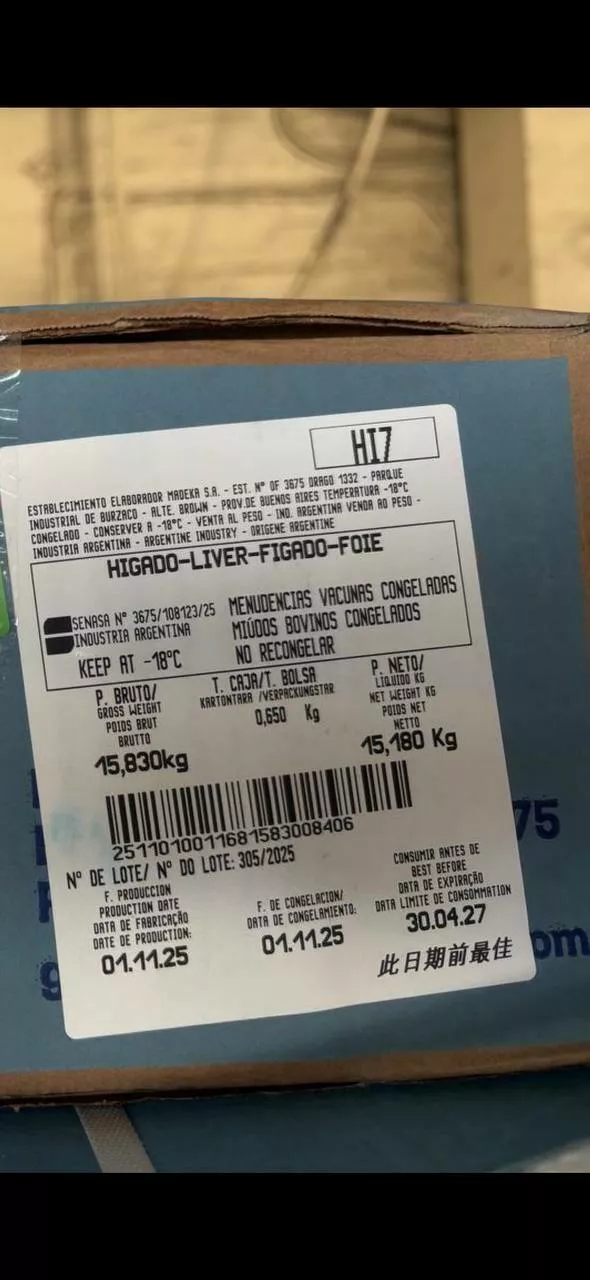 HI7
ESTABLECIMIENTO ELABORADOR MADEKA S.A. - EST. Nº OF 3675 DRAGO 1332 - PARQUE
INDUSTRIAL DE BURZACO - ALTE. BROWN - PROV.DE BUENOS AIRES TEMPERATURA -18°C
CONGELADO - CONSERVER A -18°C - VENTA AL PESO - IND. ARGENTINA VENDA AO PESO -
INDUSTRIA ARGENTINA - ARGENTINE INDUSTRY - ORIGENE ARGENTINE
HIGADO-LIVER-FIGADO-FOIE
SENASA Nº 3675/108123/25
INDUSTRIA ARGENTINA
KEEP AT -18°C
MENUDENCIAS VACUNAS CONGELADAS
MIÚDOS BOVINOS CONGELADOS
NO RECONGELAR
P. BRUTO/
GROSS WEIGHT
POIDS BRUT
BRUTTO
15,830kg
T. CAJA/T. BOLSA
KARTONTARA /VERPACKUNGSTAR
0,650 Kg
P. NETO/
LIQUIDO KG
NET WEIGHT KG
POIDS NET
NETTO
15,180 Kg
2511010011681583008406
Nº DE LOTE/ Nº DO LOTE: 305/2025
F. PRODUCCION
PRODUCTION DATE
DATA DE FABRICAÇÃO
DATE DE PRODUCTION:
01.11.25
F. DE CONGELACION/
DATA DE CONGELAMIENTO:
01.11.25
CONSUMIR ANTES DE
BEST BEFORE
DATA DE EXPIRAÇÃO
DATA LIMITE DE CONSOMMATION
30.04.27
此日期前最佳
75
om